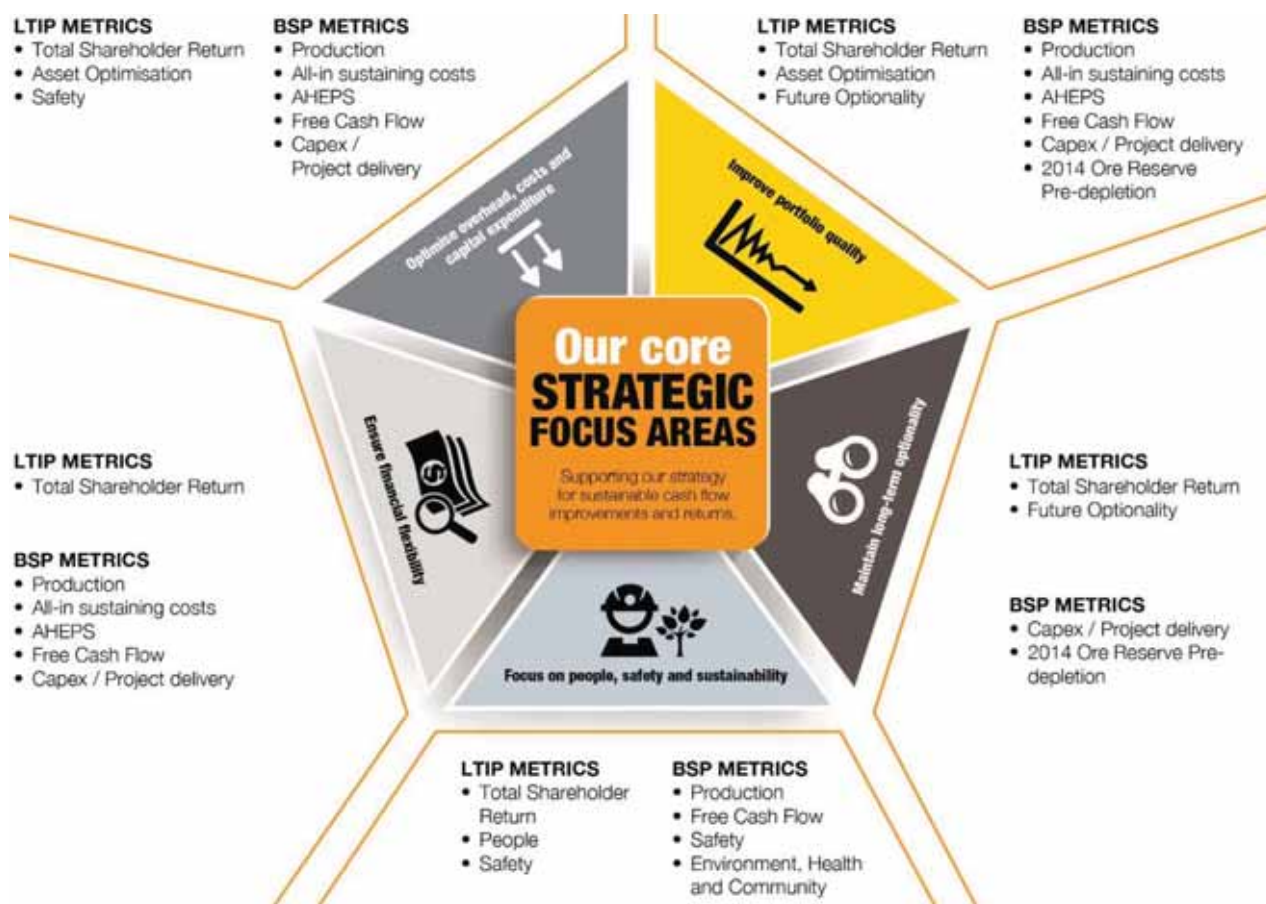 LTIP METRICS
• Total Shareholder Return
• Asset Optimisation
• Safety
BSP METRICS
• Production
• All-in sustaining costs
• AHEPS
• Free Cash Flow
• Capex /
Project delivery
LTIP METRICS
• Total Shareholder Return
• Asset Optimisation
• Future Optionality
BSP METRICS
• Production
• All-in sustaining costs
• AHEPS
• Free Cash Flow
• Capex / Project delivery
• 2014 Ore Reserve
Pre-depletion
Optimise overhead, costs and
capital expenditure
Improve portfolio quality
Our core
STRATEGIC
FOCUS AREAS
Supporting our strategy
for sustainable cash flow
improvements and returns.
Ensure financial flexibility
Maintain long-term optionality
Focus on people, safety and sustainability
LTIP METRICS
• Total Shareholder Return
BSP METRICS
• Production
• All-in sustaining costs
• AHEPS
• Free Cash Flow
• Capex / Project delivery
LTIP METRICS
• Total Shareholder Return
• Future Optionality
BSP METRICS
• Capex / Project delivery
• 2014 Ore Reserve Pre-
depletion
LTIP METRICS
• Total Shareholder
Return
• People
• Safety
BSP METRICS
• Production
• Free Cash Flow
• Safety
• Environment, Health
and Community